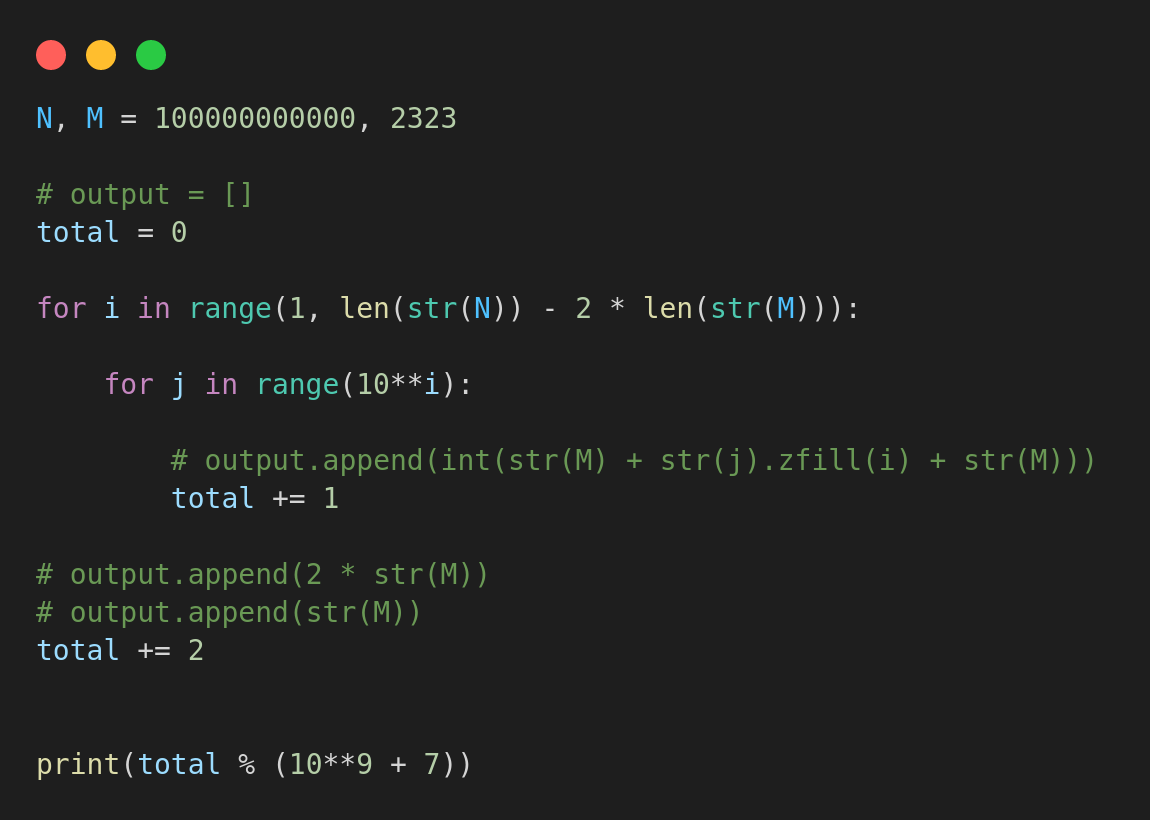 N, M = 100000000000, 2323
# output = []
total = 0
for i in range(1, len(str(N)) - 2 * len(str(M))):
    for j in range(10**i):
        # output.append(int(str(M) + str(j).zfill(i) + str(M)))
        total += 1
# output.append(2 * str(M))
# output.append(str(M))
total += 2
print(total % (10**9 + 7))